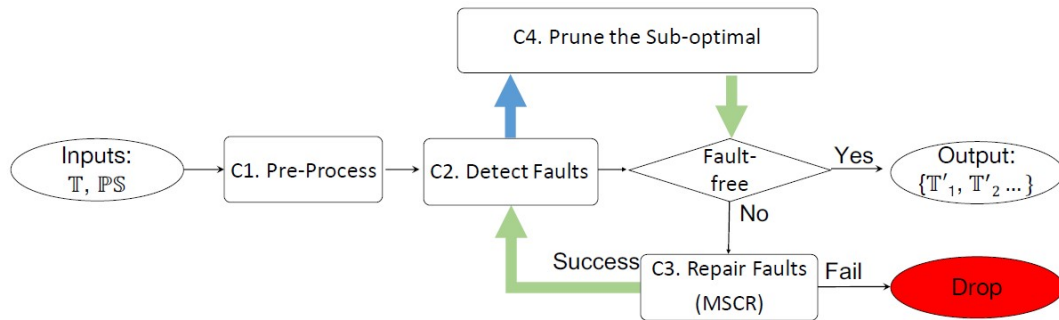 C4. Prune the Sub-optimal
Inputs:
𝕋, ℙ𝕊
C1. Pre-Process
C2. Detect Faults
Fault-
free
Yes
Output:
{𝕋′₁, 𝕋′₂ ...}
No
Success
C3. Repair Faults
(MSCR)
Fail
Drop